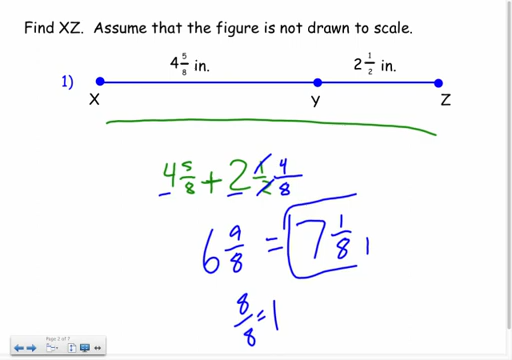 Find XZ. Assume that the figure is not drawn to scale.
4 5/8 in. 2 1/2 in.
1)
X Y Z
4 5/8 + 2 1/2 4/8
6 9/8 = 7 1/8 1
8/8 = 1
Page 2 of 7